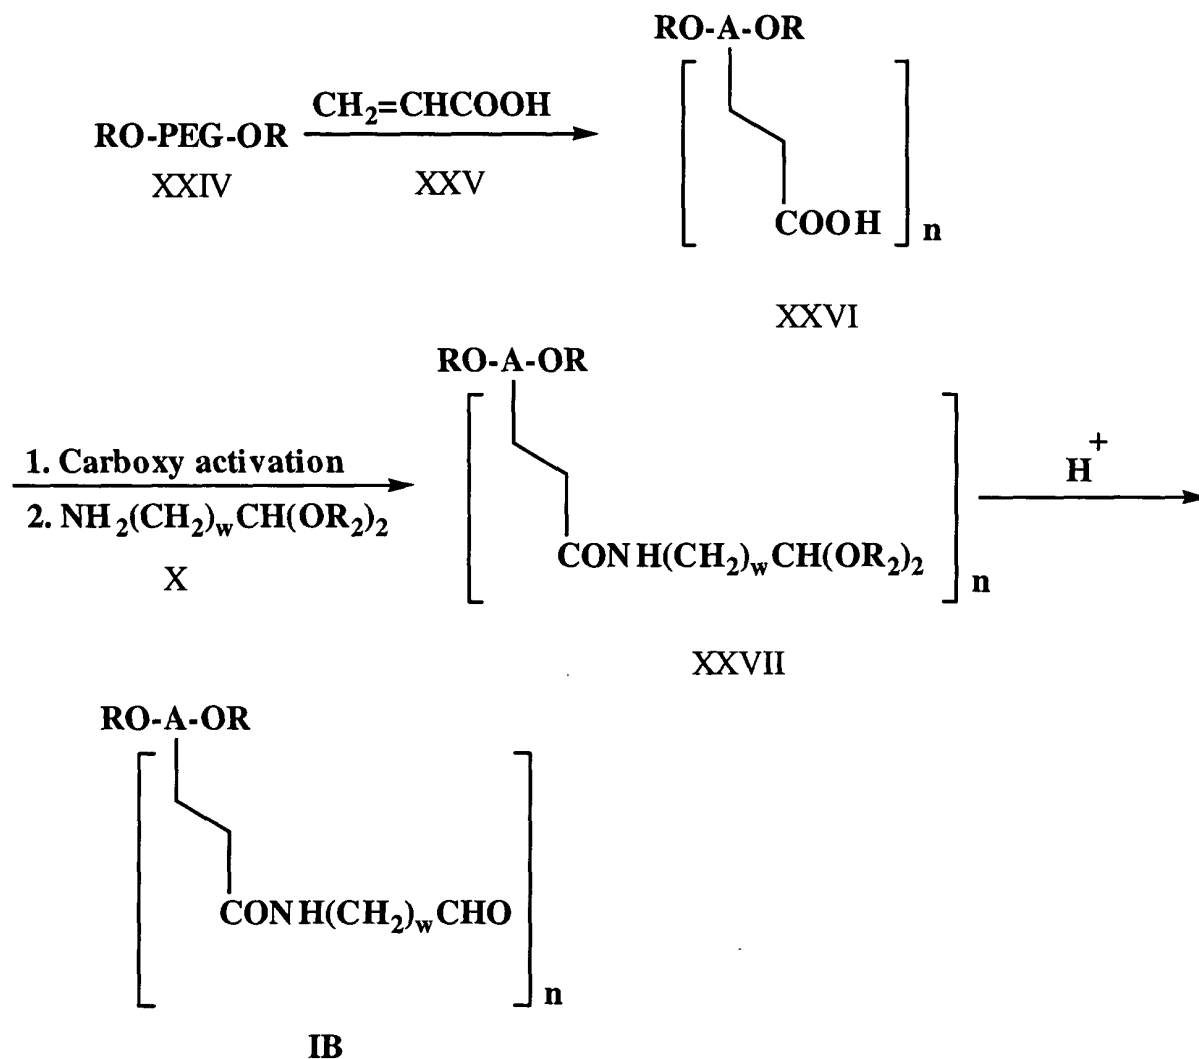 RO-PEG-OR
XXIV
CH₂=CHCOOH
XXV
RO-A-OR
COOH
n
XXVI
1. Carboxy activation
2. NH₂(CH₂)wCH(OR₂)₂
X
RO-A-OR
CONH(CH₂)wCH(OR₂)₂
n
XXVII
H⁺
RO-A-OR
CONH(CH₂)wCHO
n
IB